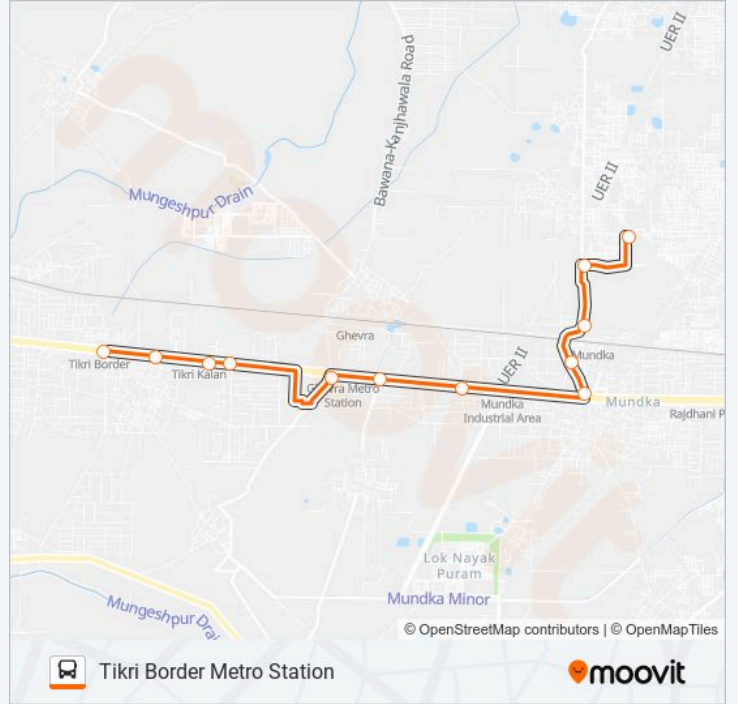 UER II
Bawana-Kanjhawala Road
UER II
Mungeshpur Drain
Ghevra
Tikri Border
Tikri Kalan
UER II
Mundka
Ghevra Metro
Station
Mundka
Industrial Area
Mundka
Rajdhani P
Lok Nayak
Puram
Mundka Minor
Mungeshpur Drai
© OpenStreetMap contributors | © OpenMapTiles
Tikri Border Metro Station
moovit
moovit